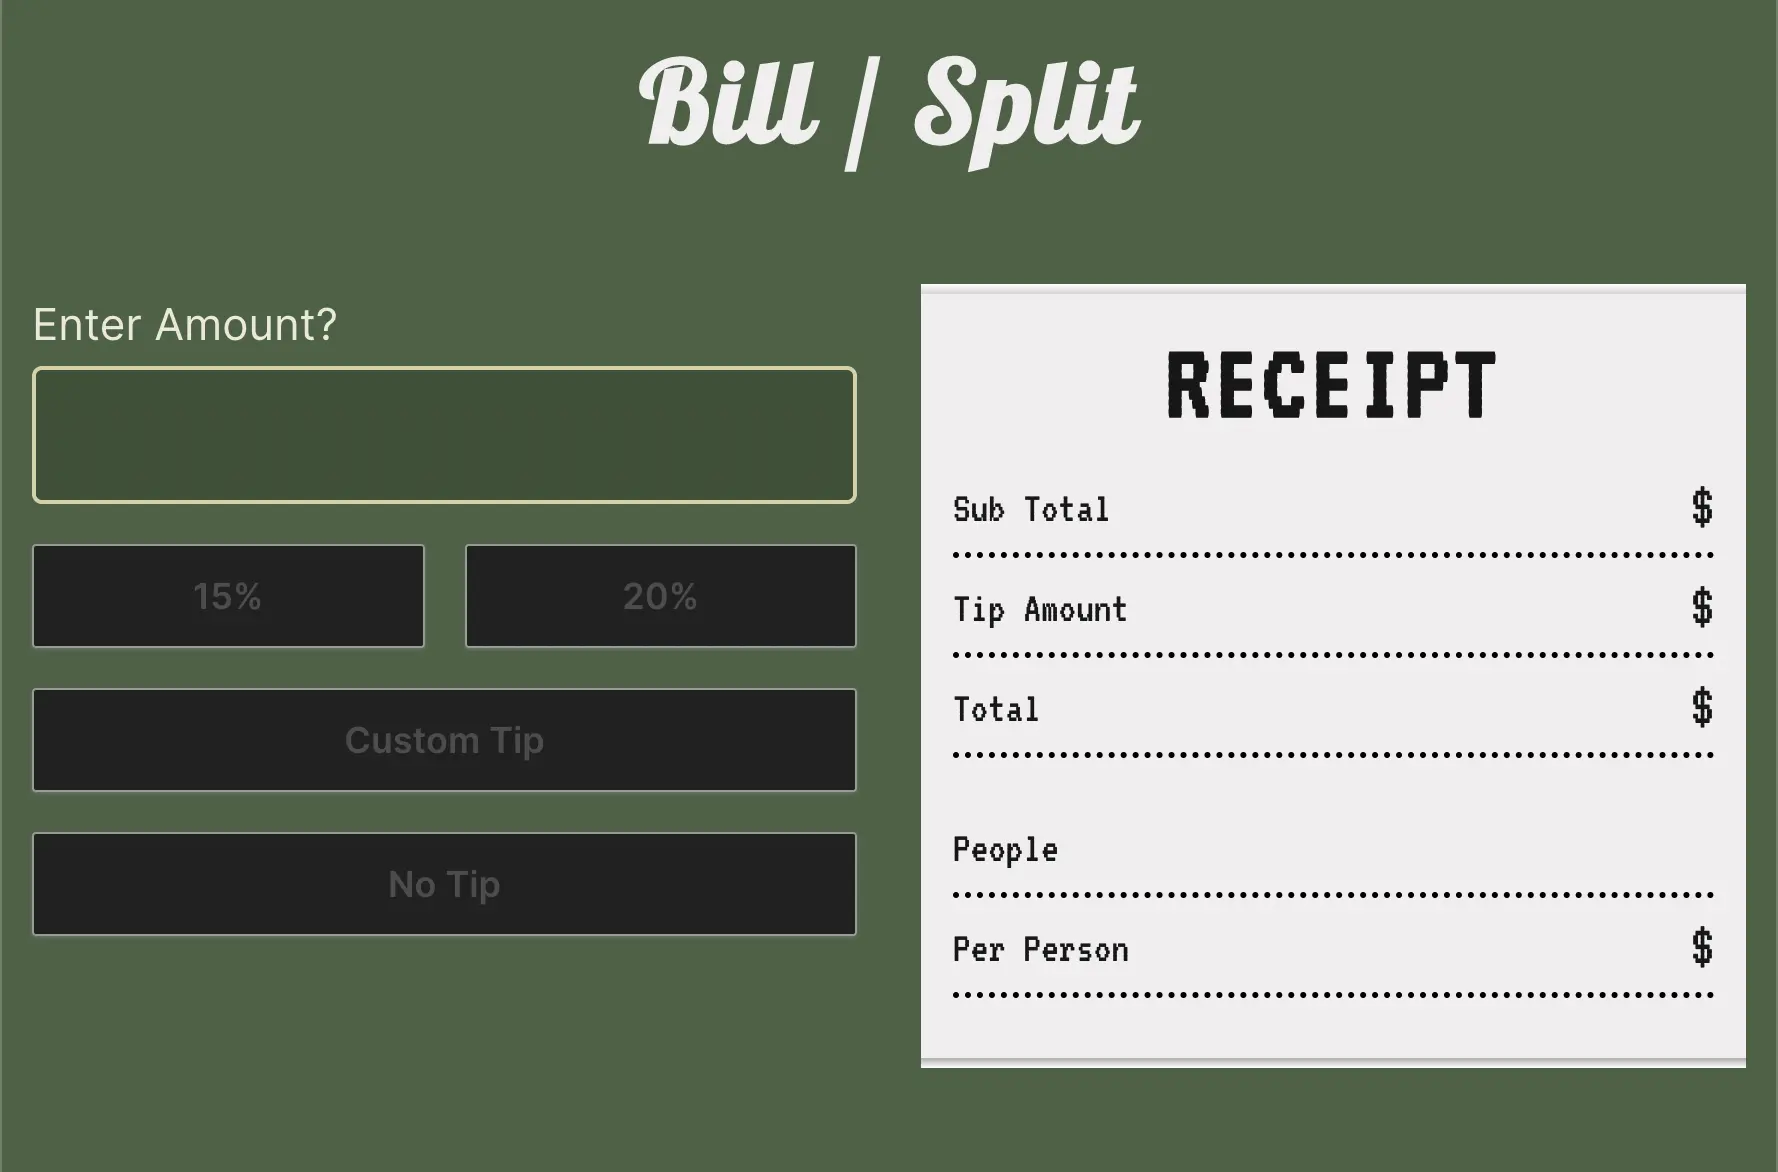 Bill / Split
Enter Amount?
15%
20%
Custom Tip
No Tip
RECEIPT
Sub Total $
Tip Amount $
Total $
People
Per Person $